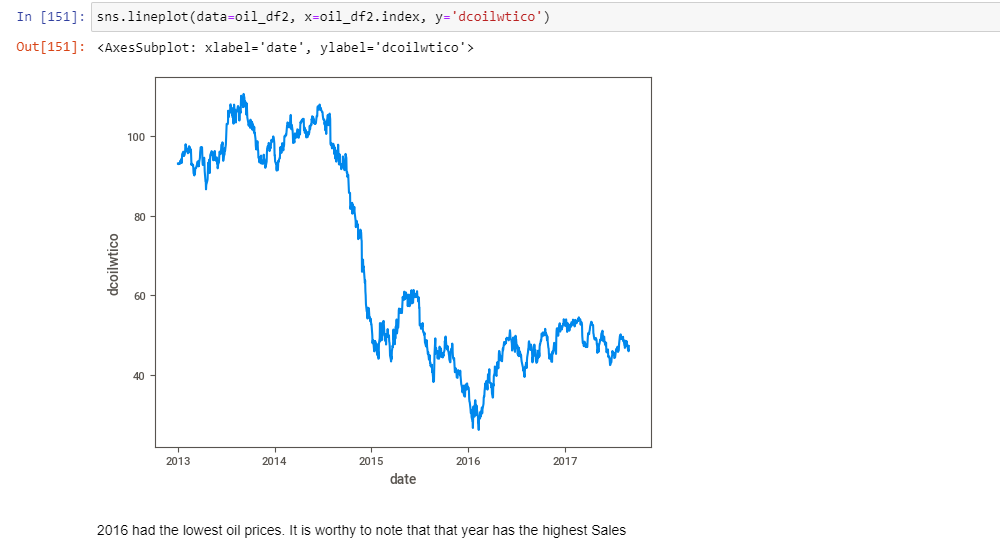 In [151]: sns.lineplot(data=oil_df2, x=oil_df2.index, y='dcoilwtico')
Out[151]: <AxesSubplot: xlabel='date', ylabel='dcoilwtico'>
100
80
60
40
dcoilwtico
2013 2014 2015 2016 2017
date
2016 had the lowest oil prices. It is worthy to note that that year has the highest Sales